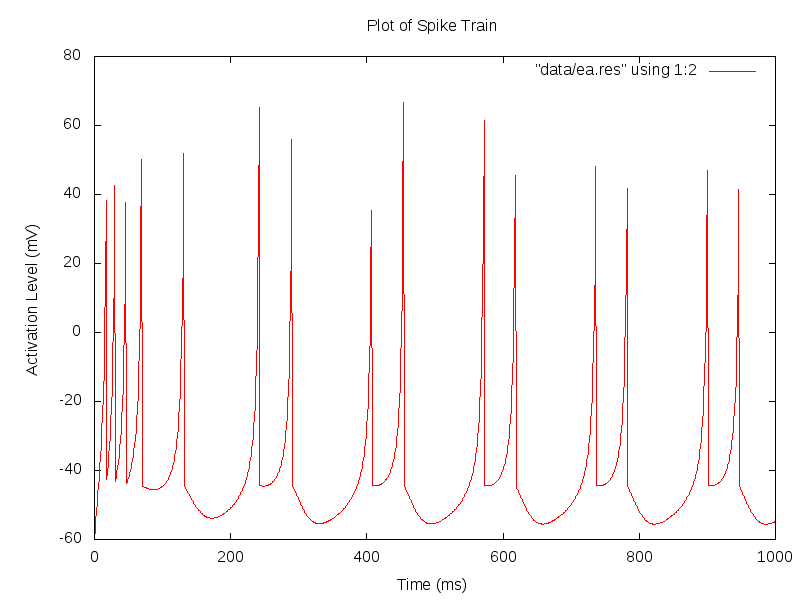 Plot of Spike Train
"data/ea.res" using 1:2
80
60
40
20
0
-20
-40
-60
Activation Level (mV)
0 200 400 600 800 1000
Time (ms)